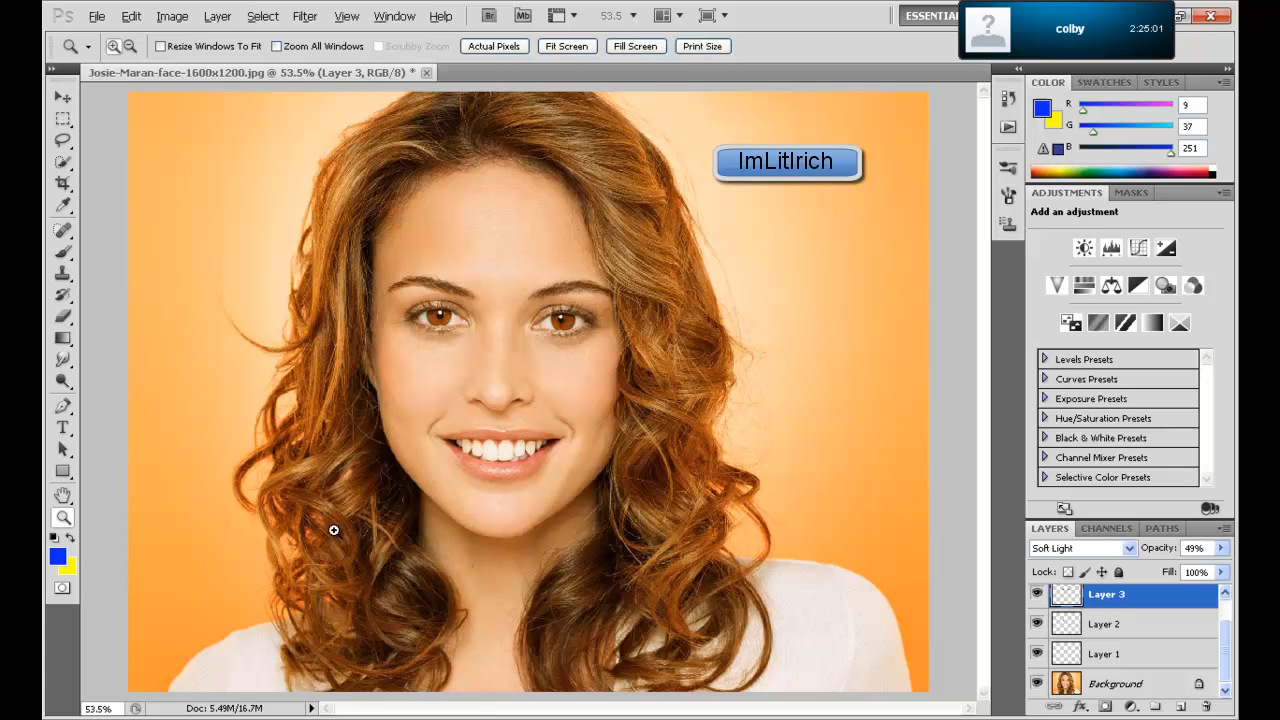 Ps File Edit Image Layer Select Filter View Window Help Br Mb 53.5 ESSENTIAL
colby 2:25:01
Resize Windows To Fit Zoom All Windows Scrubby Zoom Actual Pixels Fit Screen Fill Screen Print Size
Josie-Maran-face-1600x1200.jpg @ 53.5% (Layer 3, RGB/8) *
COLOR SWATCHES STYLES
R 9
G 37
B 251
ImLitIrich
ADJUSTMENTS MASKS
Add an adjustment
Levels Presets
Curves Presets
Exposure Presets
Hue/Saturation Presets
Black & White Presets
Channel Mixer Presets
Selective Color Presets
LAYERS CHANNELS PATHS
Soft Light Opacity: 49%
Lock: Fill: 100%
Layer 3
Layer 2
Layer 1
Background
53.5% Doc: 5.49M/16.7M